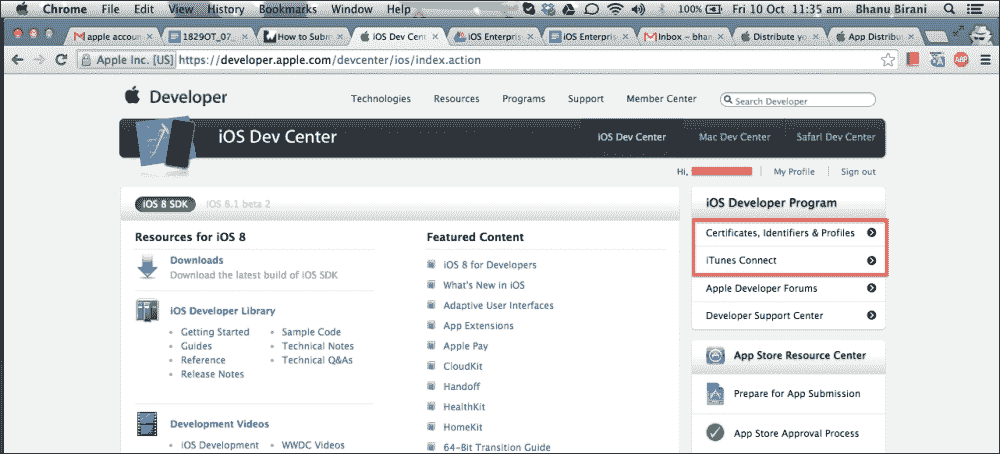 Chrome File Edit View History Bookmarks Window Help 100% Fri 10 Oct 11:35 am Bhanu Birani
apple accoun 1829OT_07_ How to Subm iOS Dev Cent iOS Enterpris iOS Enterpris Inbox – bhan Distribute yo App Distribut
Apple Inc. [US] https://developer.apple.com/devcenter/ios/index.action ABP
Developer Technologies Resources Programs Support Member Center Search Developer
iOS Dev Center iOS Dev Center Mac Dev Center Safari Dev Center
Hi, My Profile Sign out
iOS 8 SDK iOS 8.1 beta 2
Resources for iOS 8
Downloads
Download the latest build of iOS SDK
iOS Developer Library
Getting Started
Guides
Reference
Release Notes
Sample Code
Technical Notes
Technical Q&As
Development Videos
iOS Development
WWDC Videos
Featured Content
iOS 8 for Developers
What's New in iOS
Adaptive User Interfaces
App Extensions
Apple Pay
CloudKit
Handoff
HealthKit
HomeKit
64-Bit Transition Guide
iOS Developer Program
Certificates, Identifiers & Profiles
iTunes Connect
Apple Developer Forums
Developer Support Center
App Store Resource Center
Prepare for App Submission
App Store Approval Process